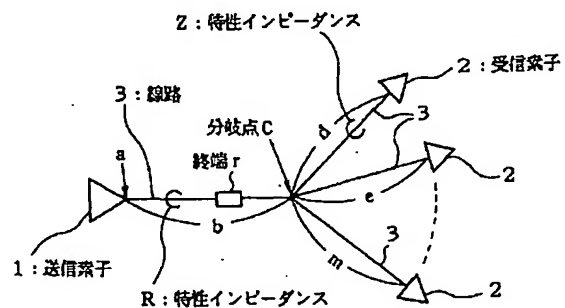 Z：特性インピーダンス
2：受信素子
3：線路
3
d
分岐点C
終端r
a
2
e
b
m
3
1：送信素子
2
R：特性インピーダンス